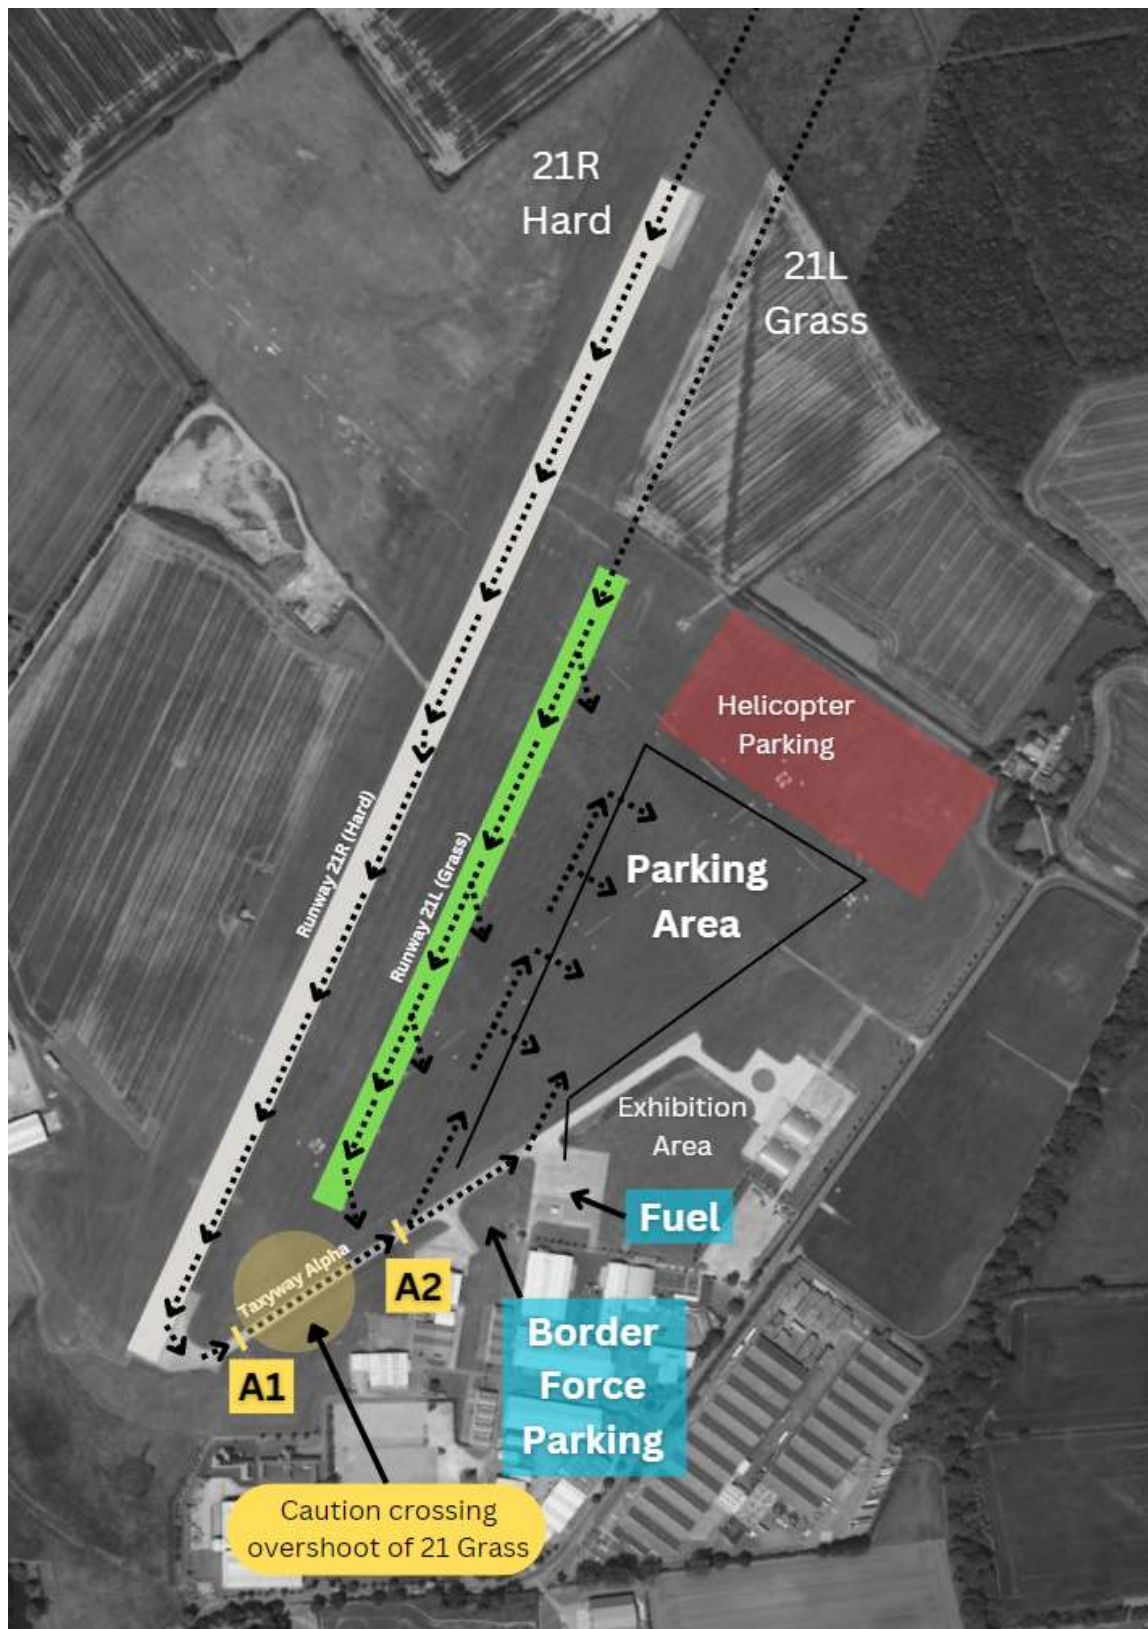 21R
Hard
21L
Grass
Helicopter
Parking
Runway 21R (Hard)
Runway 21L (Grass)
Parking
Area
Exhibition
Area
Fuel
Taxyway Alpha
A2
A1
Border
Force
Parking
Caution crossing
overshoot of 21 Grass